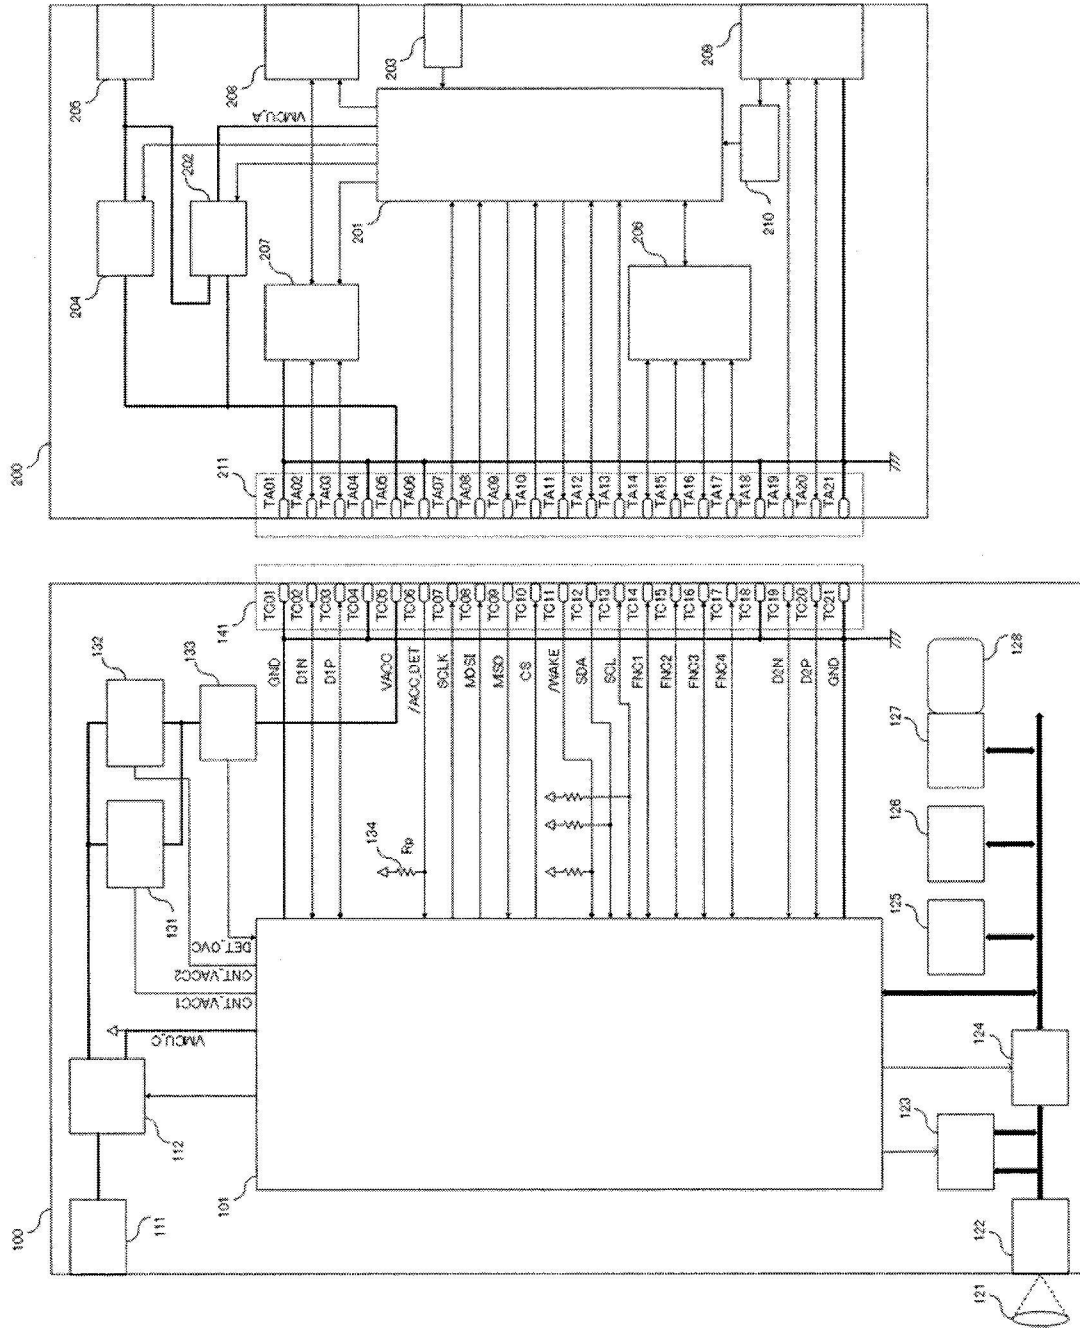 200
205
204
202
207
208
VMCU_A
203
201
206
209
210
211
TA01
TA02
TA03
TA04
TA05
TA06
TA07
TA08
TA09
TA10
TA11
TA12
TA13
TA14
TA15
TA16
TA17
TA18
TA19
TA20
TA21
100
141
TC01
TC02
TC03
TC04
TC05
TC06
TC07
TC08
TC09
TC10
TC11
TC12
TC13
TC14
TC15
TC16
TC17
TC18
TC19
TC20
TC21
GND
D1N
D1P
VACC
/ACC_DET
SCLK
MOSI
MISO
CS
/WAKE
SDA
SCL
FNC1
FNC2
FNC3
FNC4
D2N
D2P
GND
132
133
131
134
Rp
DET_OVC
CNT_VACC2
CNT_VACC1
VMCU_C
111
112
101
121
122
123
124
125
126
127
128